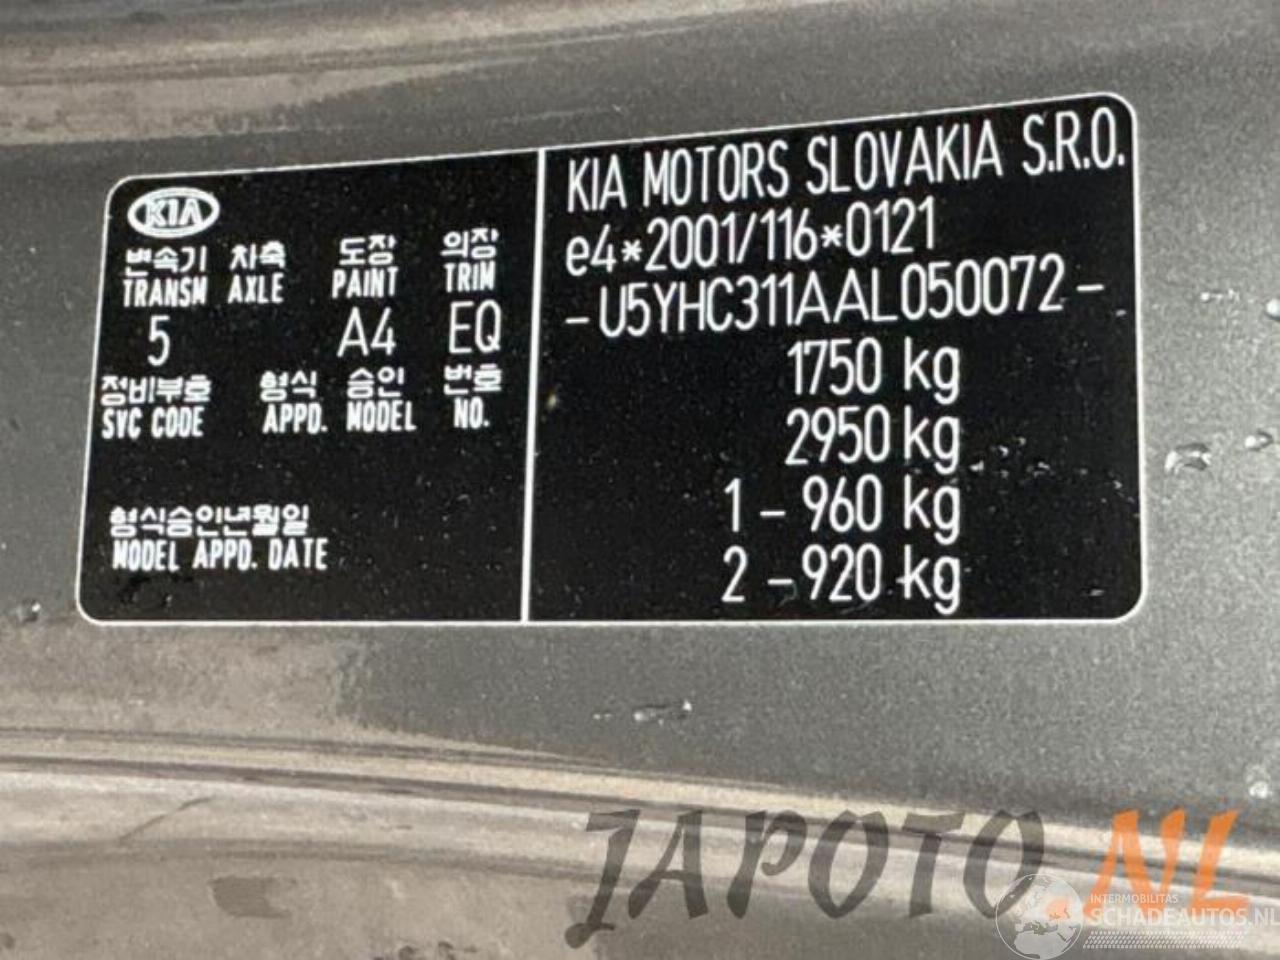 KIA
변속기 차축 도장 의장
TRANSM AXLE PAINT TRIM
5 A4 EQ
정비부호 형식 승인 번호
SVC CODE APPD. MODEL NO.
형식승인년월일
MODEL APPD. DATE
KIA MOTORS SLOVAKIA S.R.O.
e4*2001/116*0121
-U5YHC311AAL050072-
1750 kg
2950 kg
1 - 960 kg
2 - 920 kg
JAPOTO.NL
INTERMOBILITAS
SCHADEAUTOS.NL